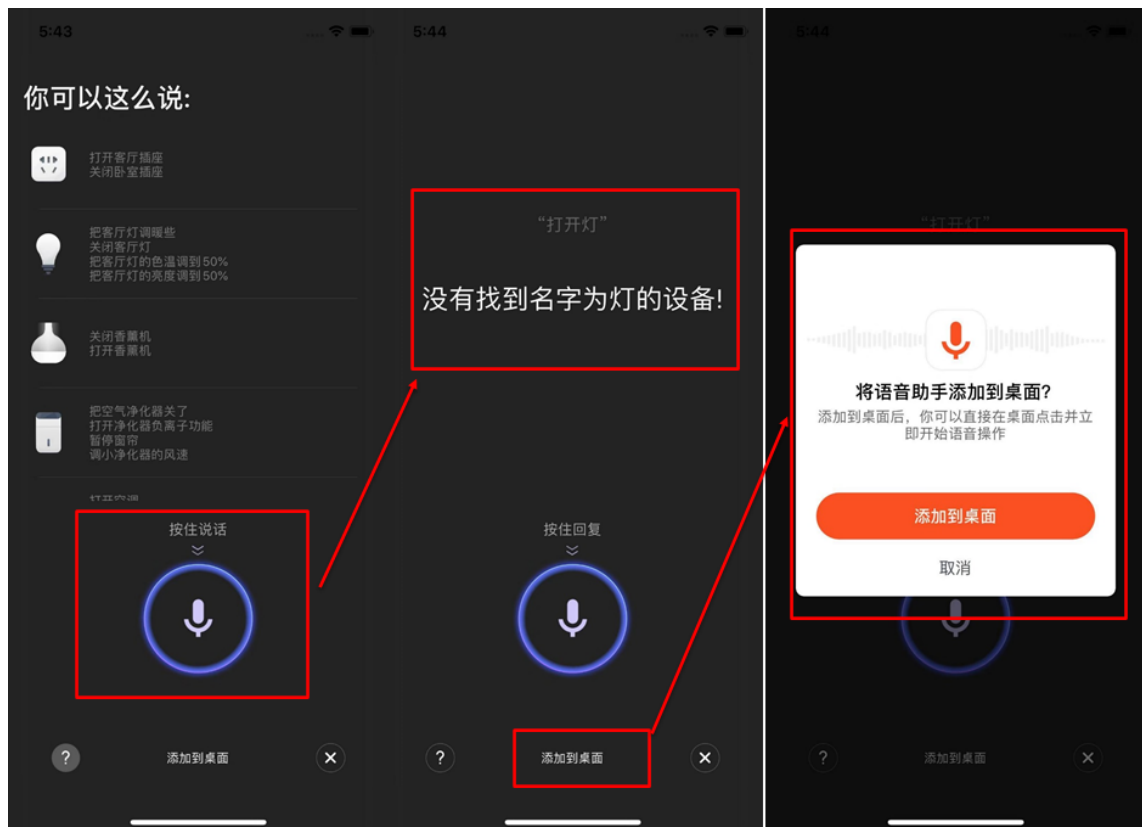 5:43
你可以这么说:
打开客厅插座
关闭卧室插座
把客厅灯调暖些
关闭客厅灯
把客厅灯的色温调到50%
把客厅灯的亮度调到50%
关闭香薰机
打开香薰机
把空气净化器关了
打开净化器负离子功能
暂停窗帘
调小净化器的风速
打开空调
按住说话
?
添加到桌面
5:44
“打开灯”
没有找到名字为灯的设备!
按住回复
?
添加到桌面
5:44
“打开灯”
将语音助手添加到桌面?
添加到桌面后，你可以直接在桌面点击并立
即开始语音操作
添加到桌面
取消
?
添加到桌面